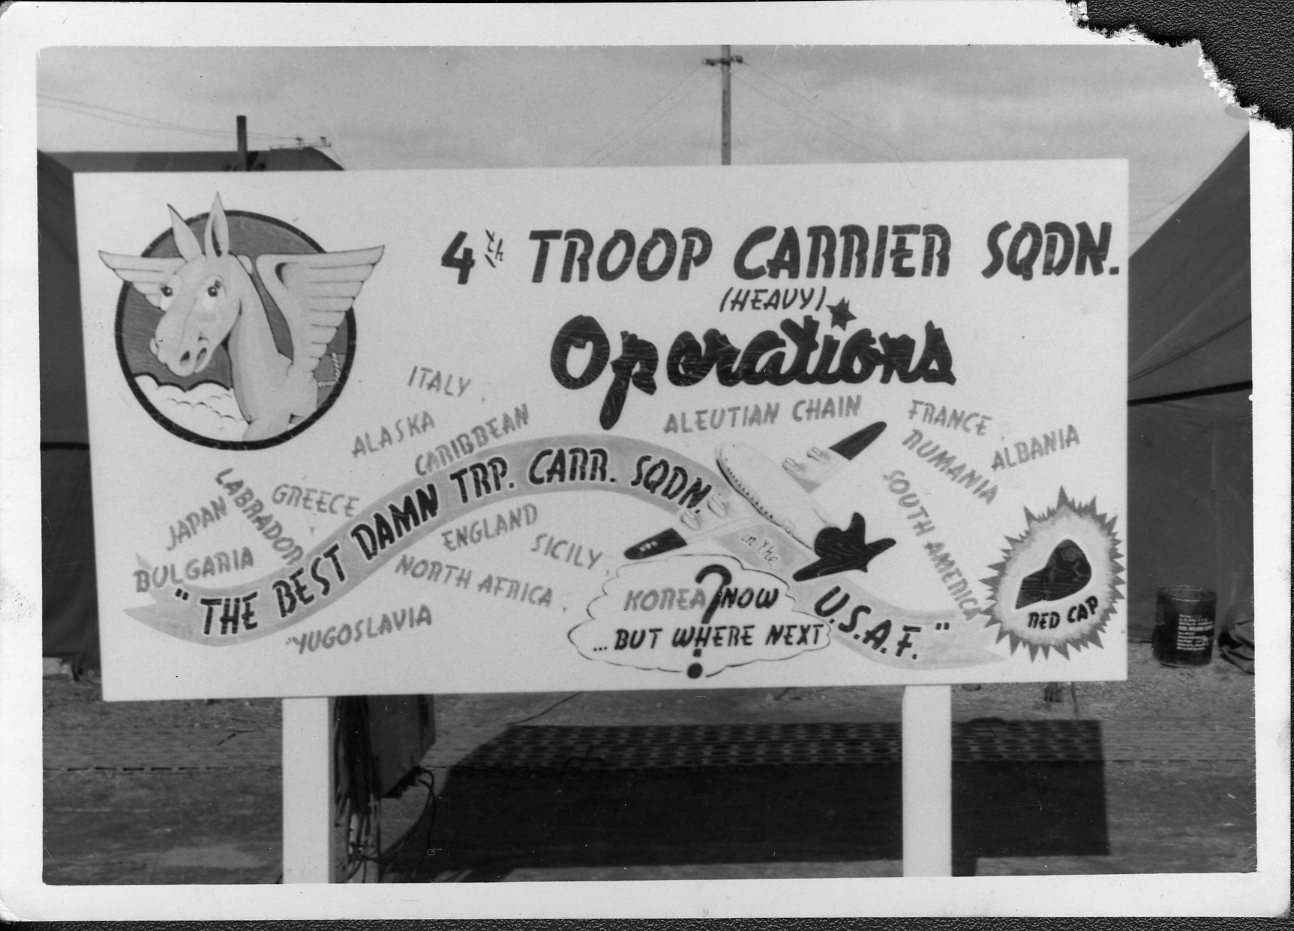 4th TROOP CARRIER SQDN.
(HEAVY)
Operations
ITALY
ALASKA
CARIBBEAN
ALEUTIAN CHAIN
FRANCE
RUMANIA
ALBANIA
SOUTH AMERICA
JAPAN
LABRADOR
GREECE
BULGARIA
ENGLAND
SICILY
NORTH AFRICA
YUGOSLAVIA
"THE BEST DAMN TRP. CARR. SQDN.
in the
U.S.A.F."
KOREA NOW
...BUT WHERE NEXT
?
RED CAP